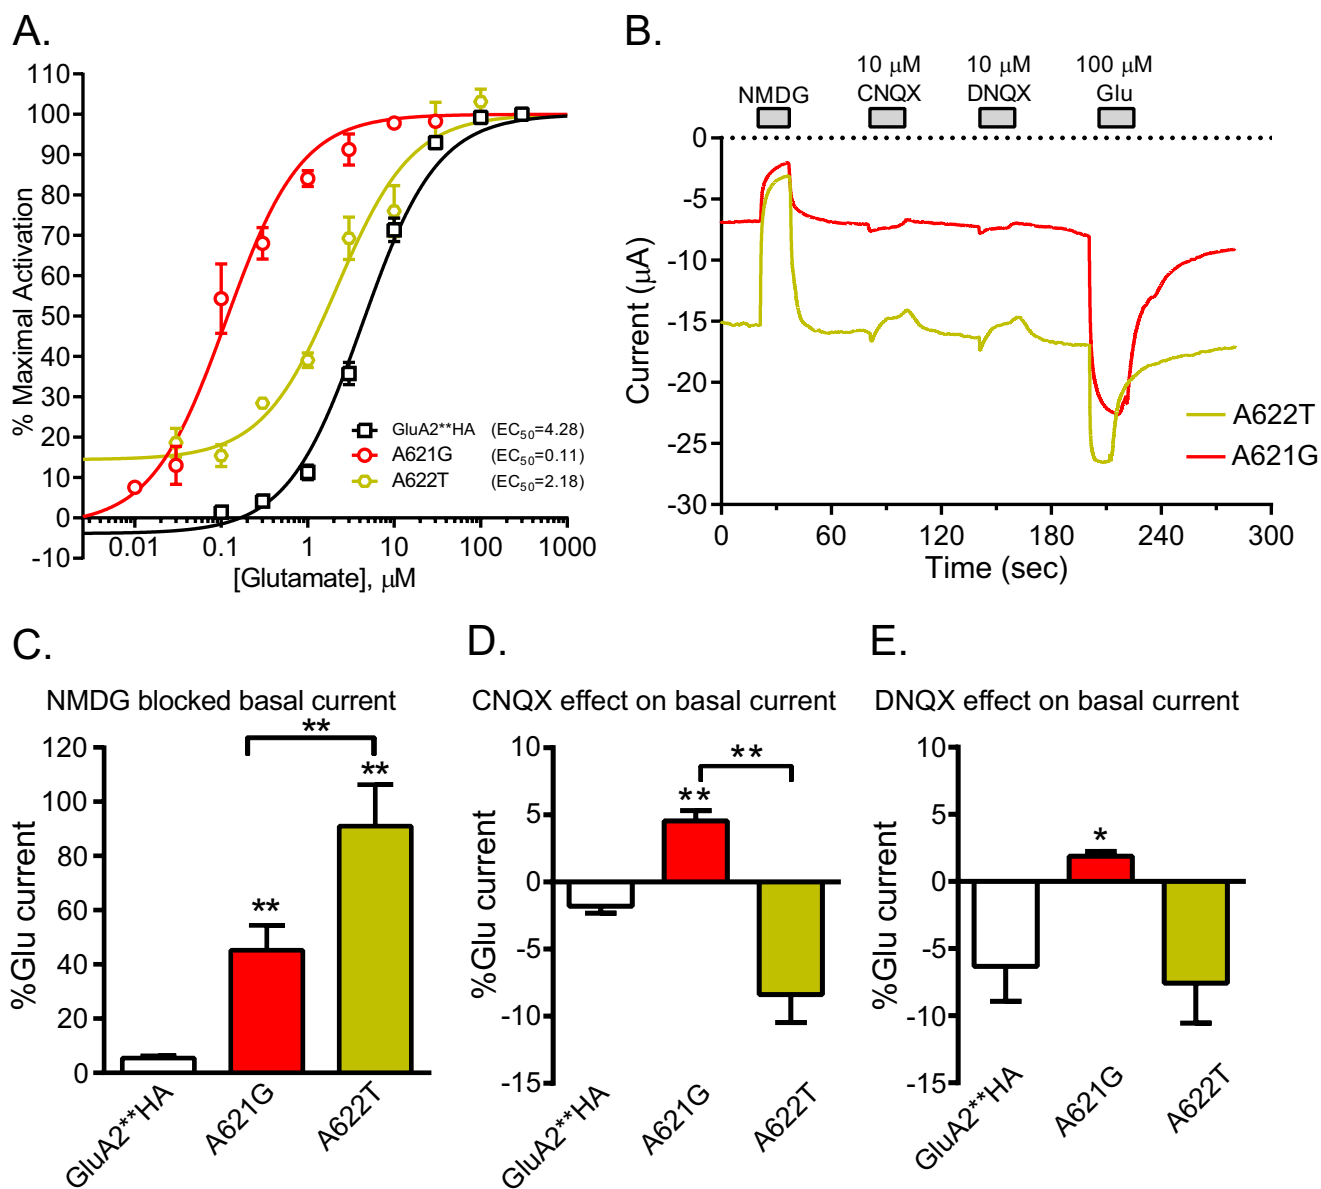 A.
110
100
90
80
70
60
50
40
30
20
10
0
-10
% Maximal Activation
0.01 0.1 1 10 100 1000
[Glutamate], μM
GluA2**HA (EC50=4.28)
A621G (EC50=0.11)
A622T (EC50=2.18)
B.
NMDG
10 μM CNQX
10 μM DNQX
100 μM Glu
0
-5
-10
-15
-20
-25
-30
Current (μA)
0 60 120 180 240 300
Time (sec)
A622T
A621G
C.
NMDG blocked basal current
120
100
80
60
40
20
0
%Glu current
**
**
**
GluA2**HA
A621G
A622T
D.
CNQX effect on basal current
10
5
0
-5
-10
-15
%Glu current
**
**
GluA2**HA
A621G
A622T
E.
DNQX effect on basal current
10
5
0
-5
-10
-15
%Glu current
*
GluA2**HA
A621G
A622T